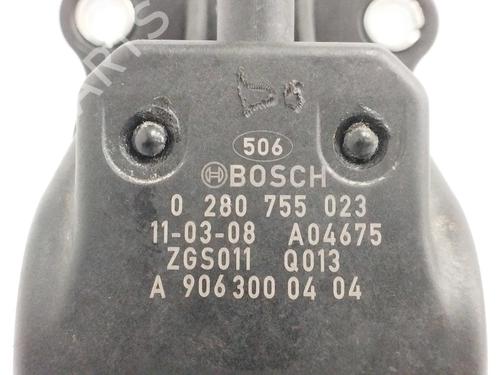 506
BOSCH
0 280 755 023
11-03-08 A04675
ZGS011 Q013
A 906 300 04 04